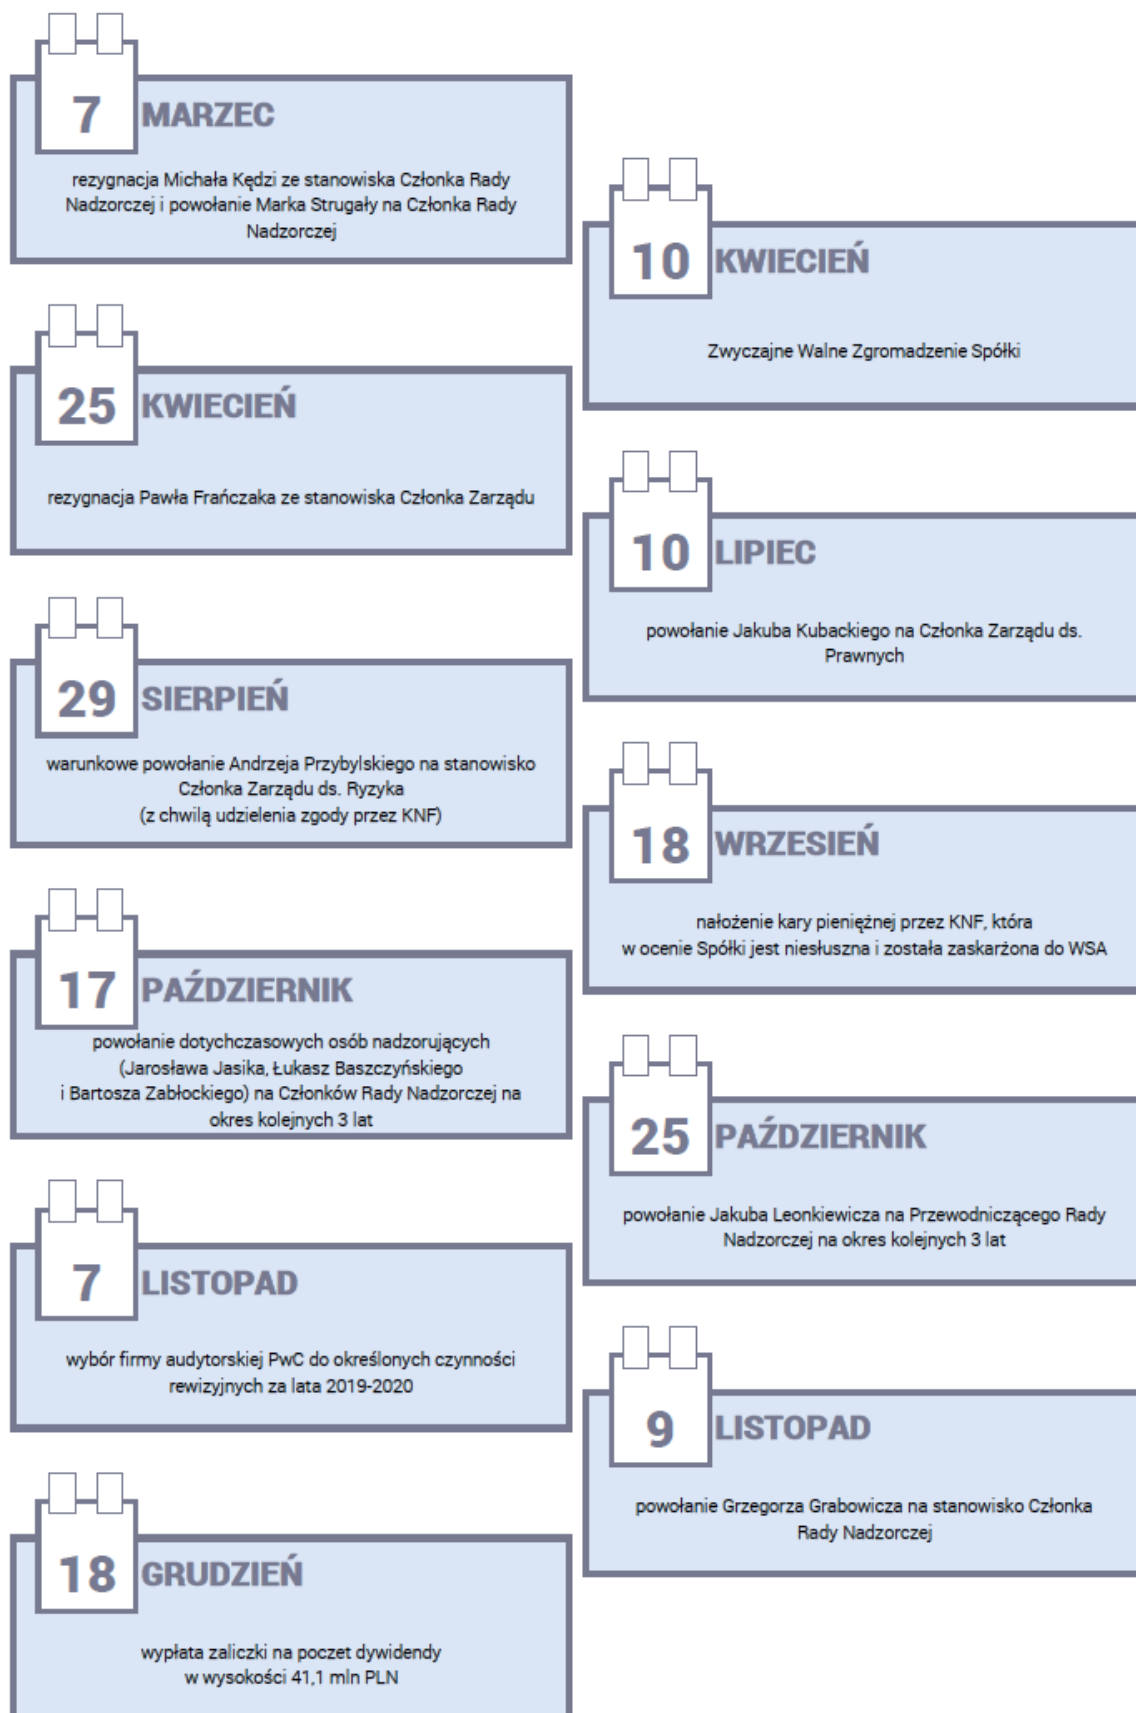 7
MARZEC
rezygnacja Michała Kędzi ze stanowiska Członka Rady
Nadzorczej i powołanie Marka Strugały na Członka Rady
Nadzorczej
10
KWIECIEŃ
Zwyczajne Walne Zgromadzenie Spółki
25
KWIECIEŃ
rezygnacja Pawła Frańczaka ze stanowiska Członka Zarządu
10
LIPIEC
powołanie Jakuba Kubackiego na Członka Zarządu ds.
Prawnych
29
SIERPIEŃ
warunkowe powołanie Andrzeja Przybylskiego na stanowisko
Członka Zarządu ds. Ryzyka
(z chwilą udzielenia zgody przez KNF)
18
WRZESIEŃ
nałożenie kary pieniężnej przez KNF, która
w ocenie Spółki jest niesłuszna i została zaskarżona do WSA
17
PAŹDZIERNIK
powołanie dotychczasowych osób nadzorujących
(Jarosława Jasika, Łukasz Baszczyńskiego
i Bartosza Zabłockiego) na Członków Rady Nadzorczej na
okres kolejnych 3 lat
25
PAŹDZIERNIK
powołanie Jakuba Leonkiewicza na Przewodniczącego Rady
Nadzorczej na okres kolejnych 3 lat
7
LISTOPAD
wybór firmy audytorskiej PwC do określonych czynności
rewizyjnych za lata 2019-2020
9
LISTOPAD
powołanie Grzegorza Grabowicza na stanowisko Członka
Rady Nadzorczej
18
GRUDZIEŃ
wypłata zaliczki na poczet dywidendy
w wysokości 41,1 mln PLN